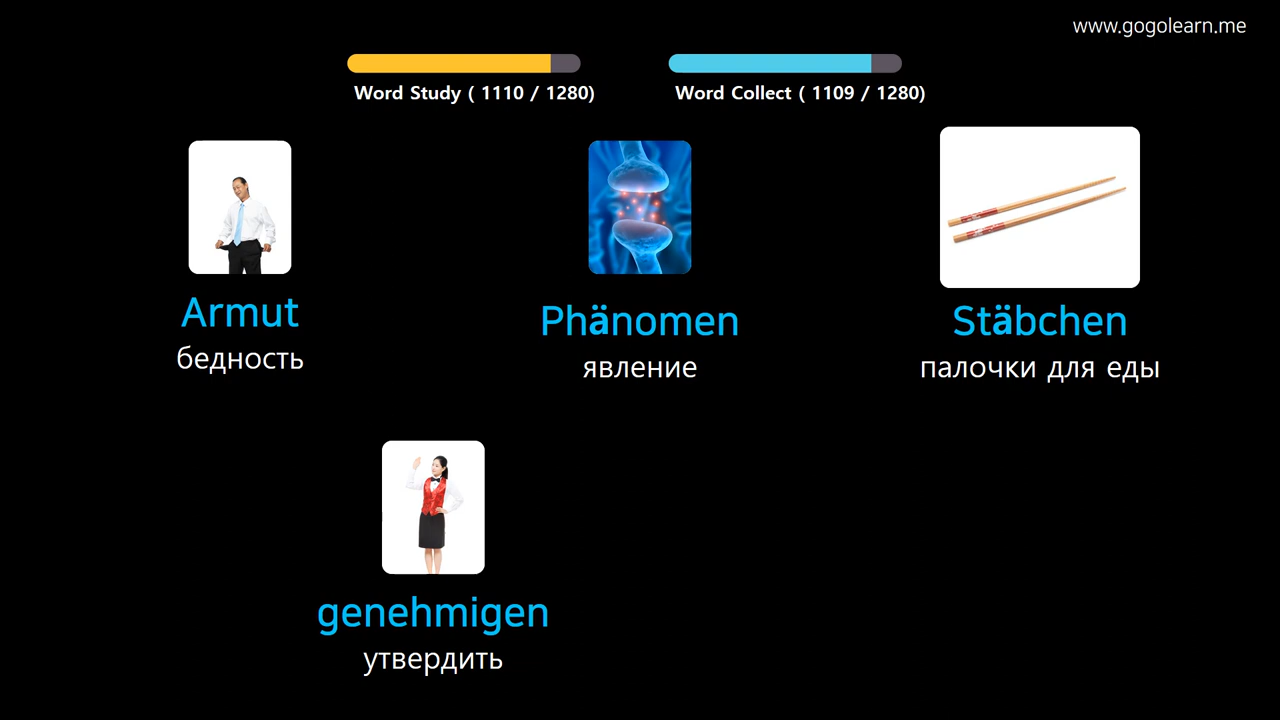 www.gogolearn.me
Word Study ( 1110 / 1280)
Word Collect ( 1109 / 1280)
Armut
бедность
Phänomen
явление
Stäbchen
палочки для еды
genehmigen
утвердить